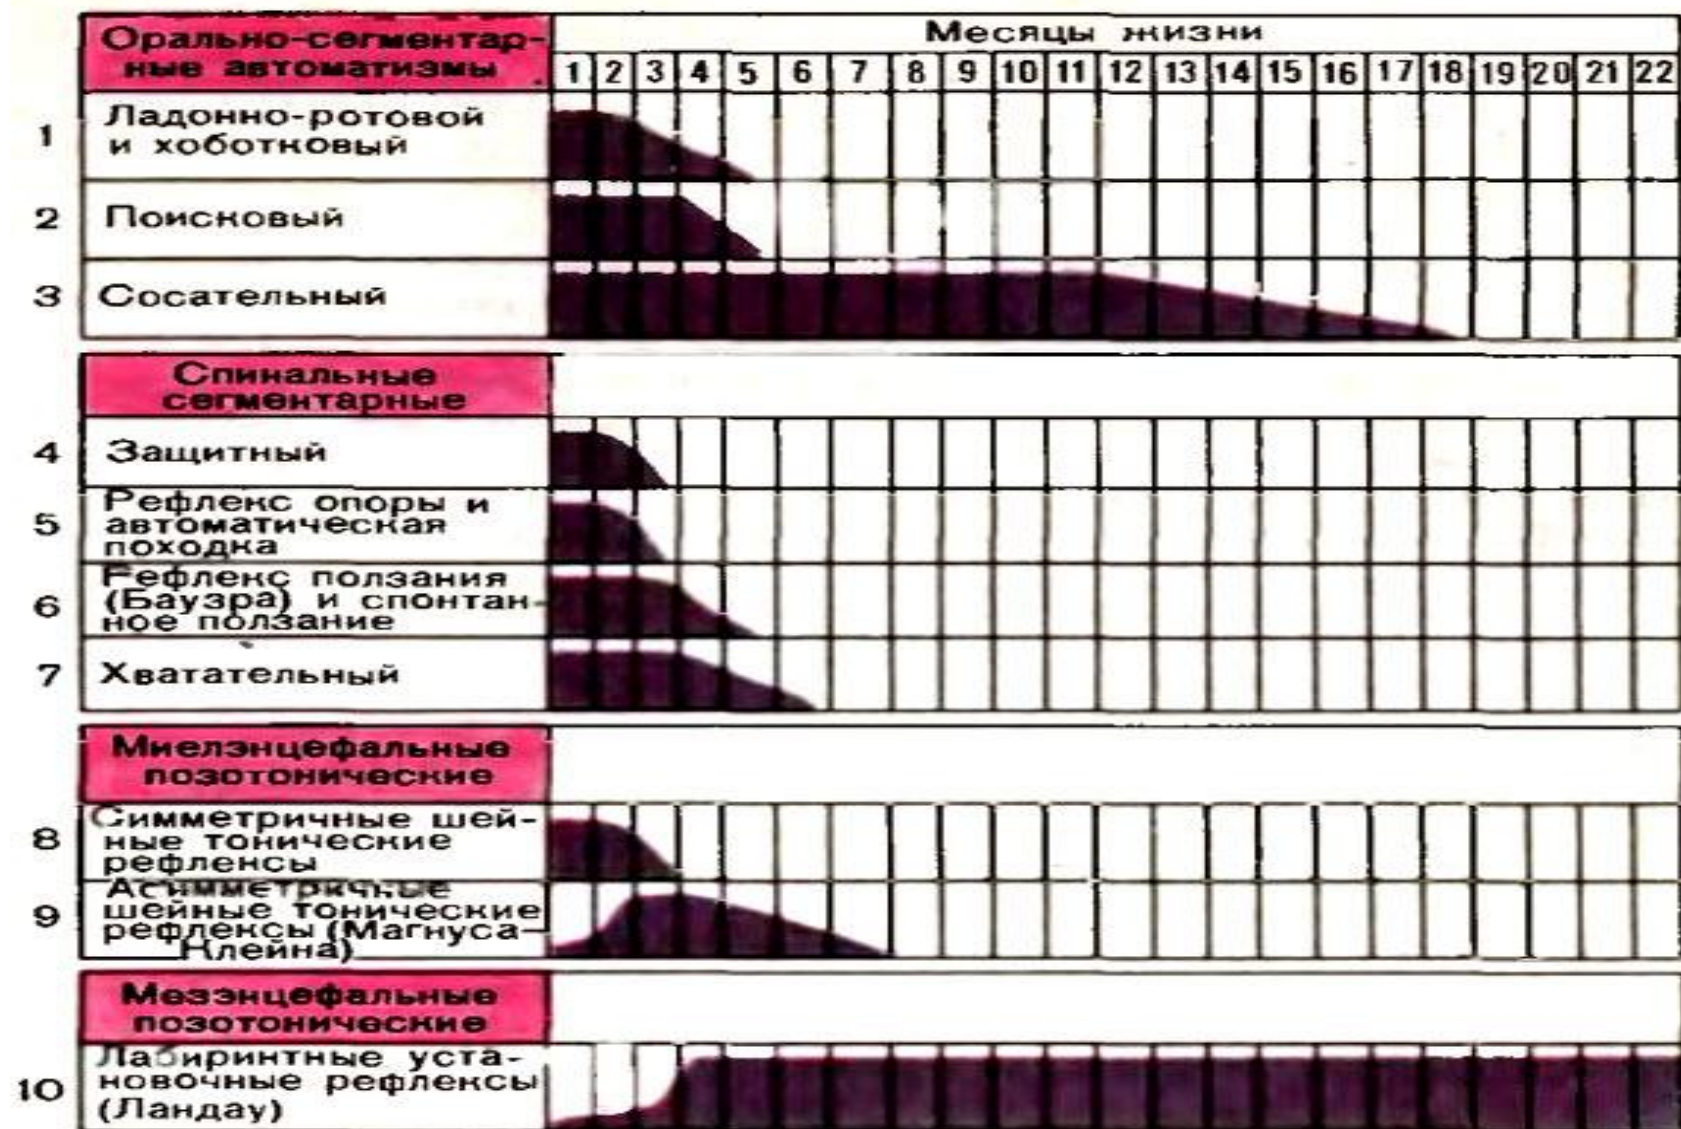 Орально-сегментар-
ные автоматизмы
Месяцы жизни
1 2 3 4 5 6 7 8 9 10 11 12 13 14 15 16 17 18 19 20 21 22
1 Ладонно-ротовой
и хоботковый
2 Поисковый
3 Сосательный
Спинальные
сегментарные
4 Защитный
5 Рефлекс опоры и
автоматическая
походка
6 Рефлекс ползания
(Бауэра) и спонтан-
ное ползание
7 Хватательный
Миелэнцефальные
позотонические
8 Симметричные шей-
ные тонические
рефлексы
9 Асимметричные
шейные тонические
рефлексы (Магнуса-
Клейна)
Мезэнцефальные
позотонические
10 Лабиринтные уста-
новочные рефлексы
(Ландау)